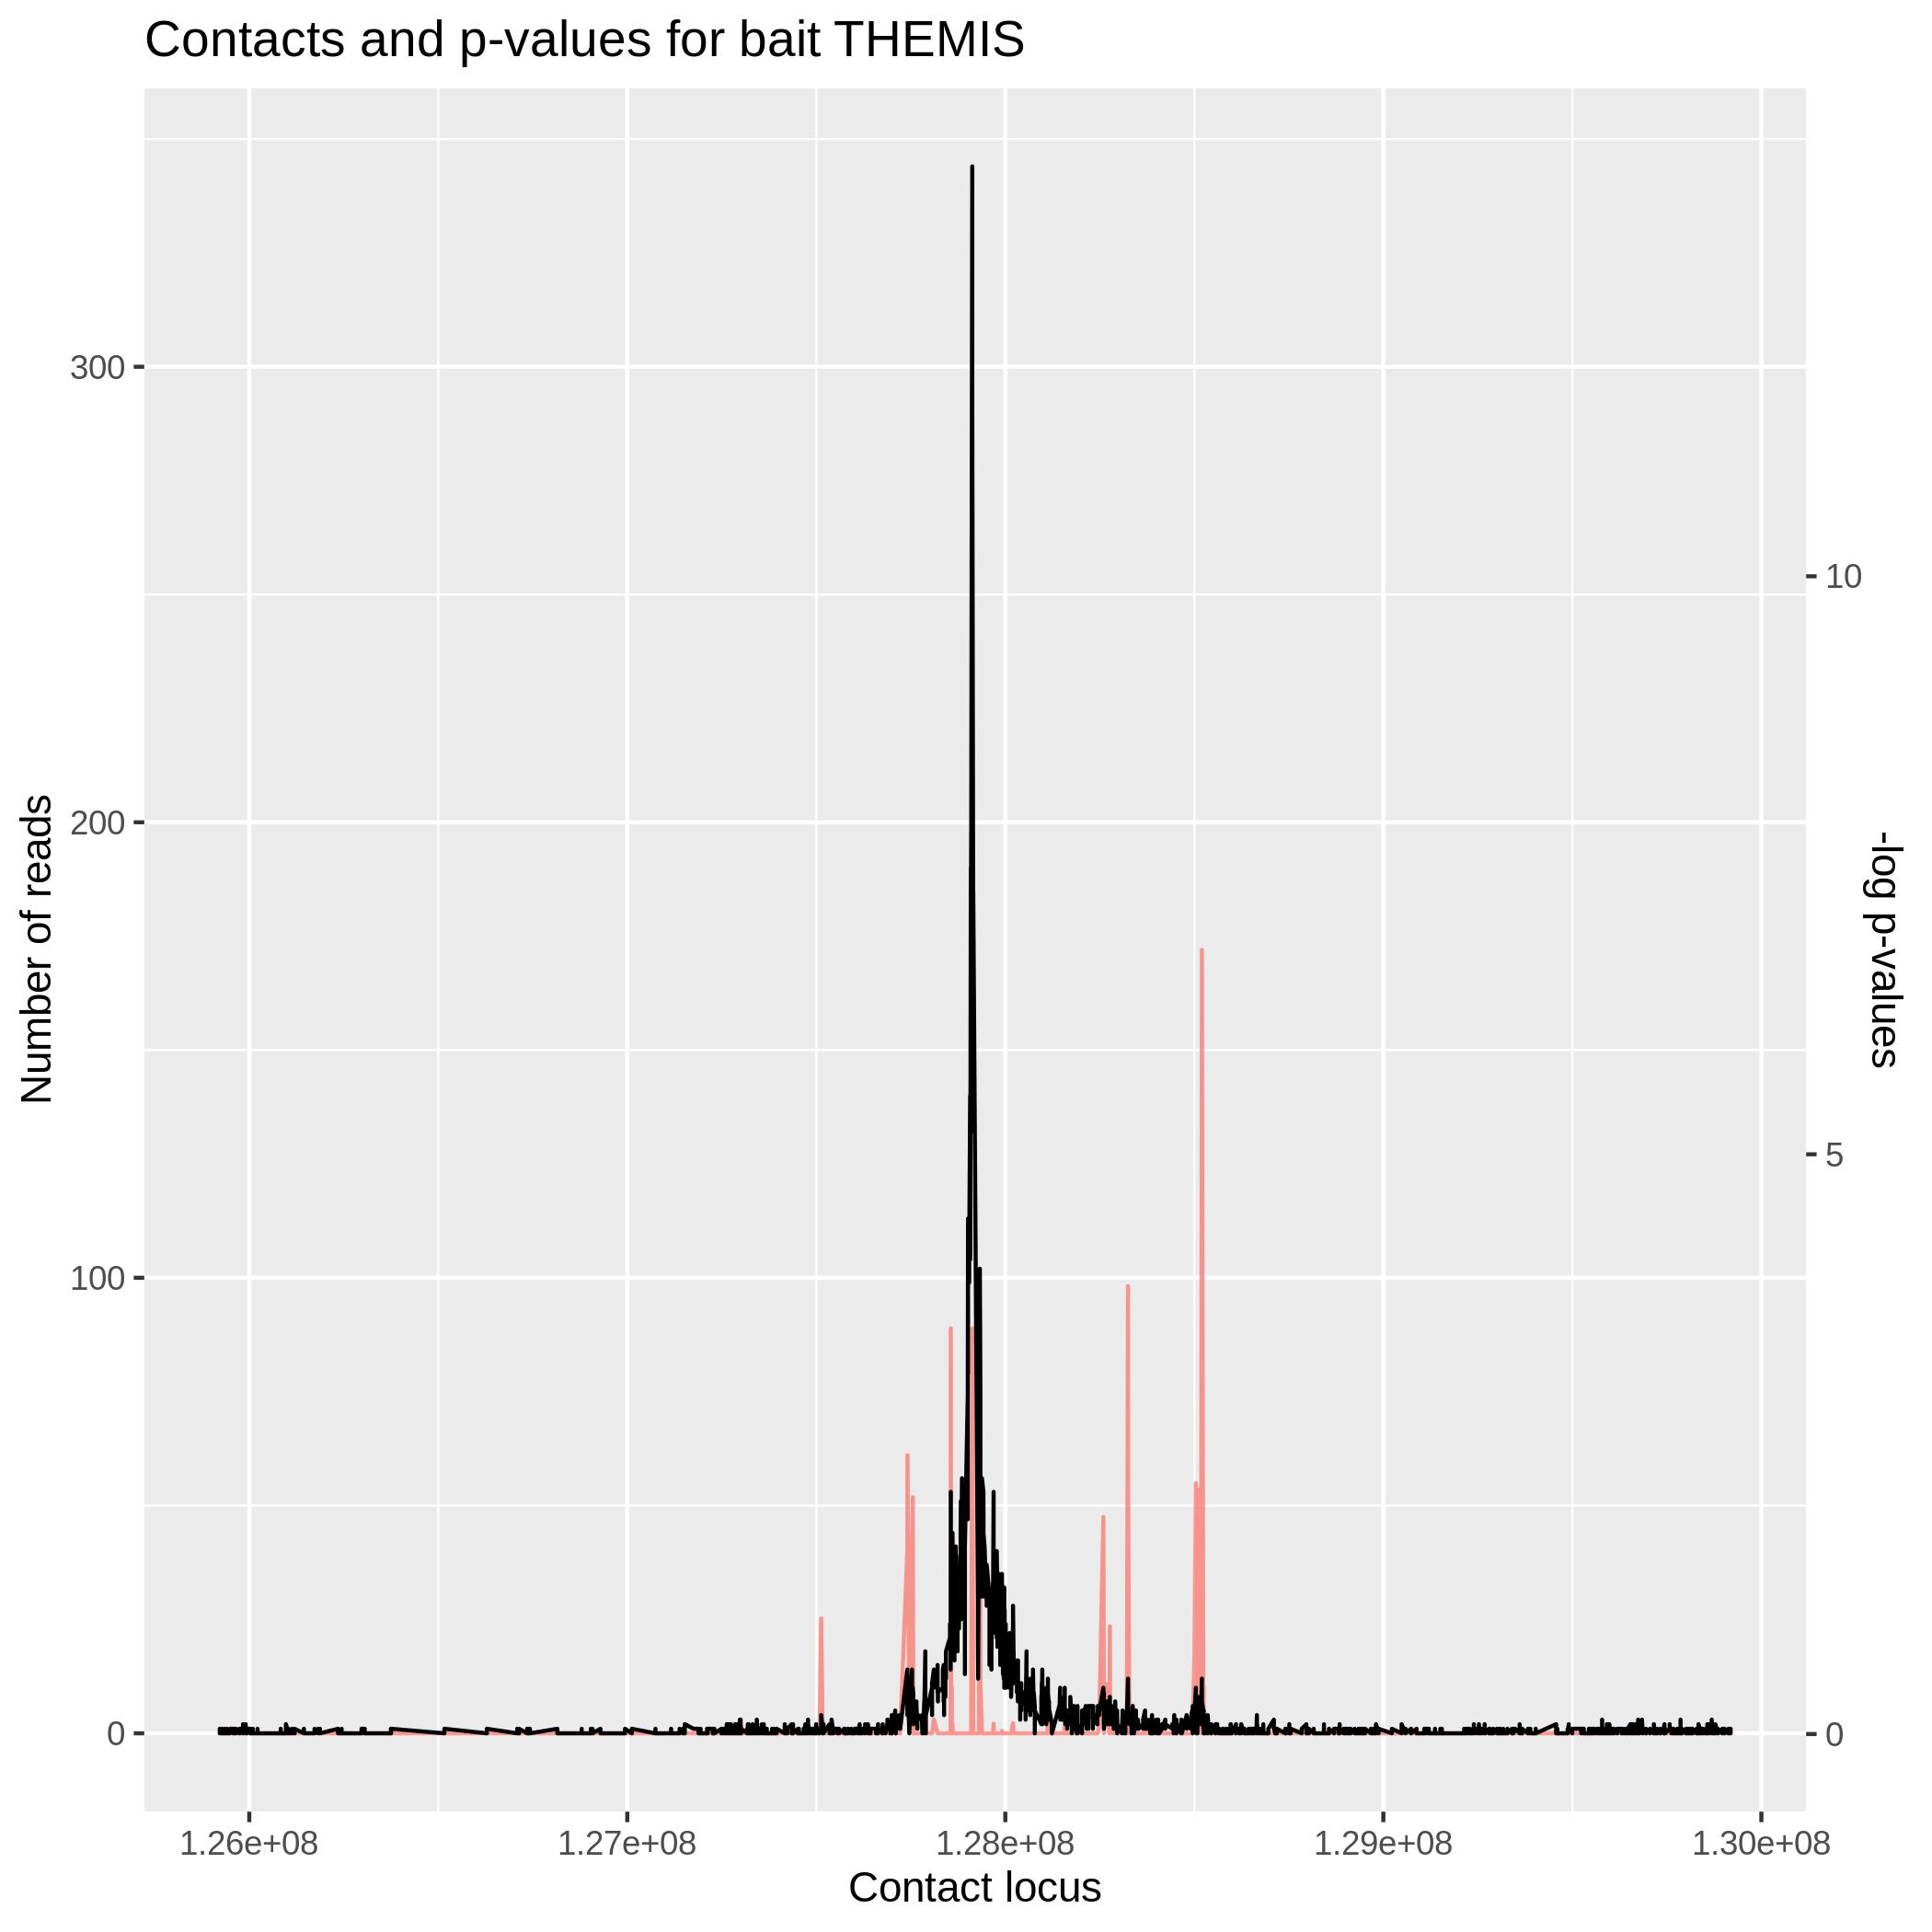 Contacts and p-values for bait THEMIS
Number of reads
300
200
100
0
10
5
0
-log p-values
1.26e+08
1.27e+08
1.28e+08
1.29e+08
1.30e+08
Contact locus